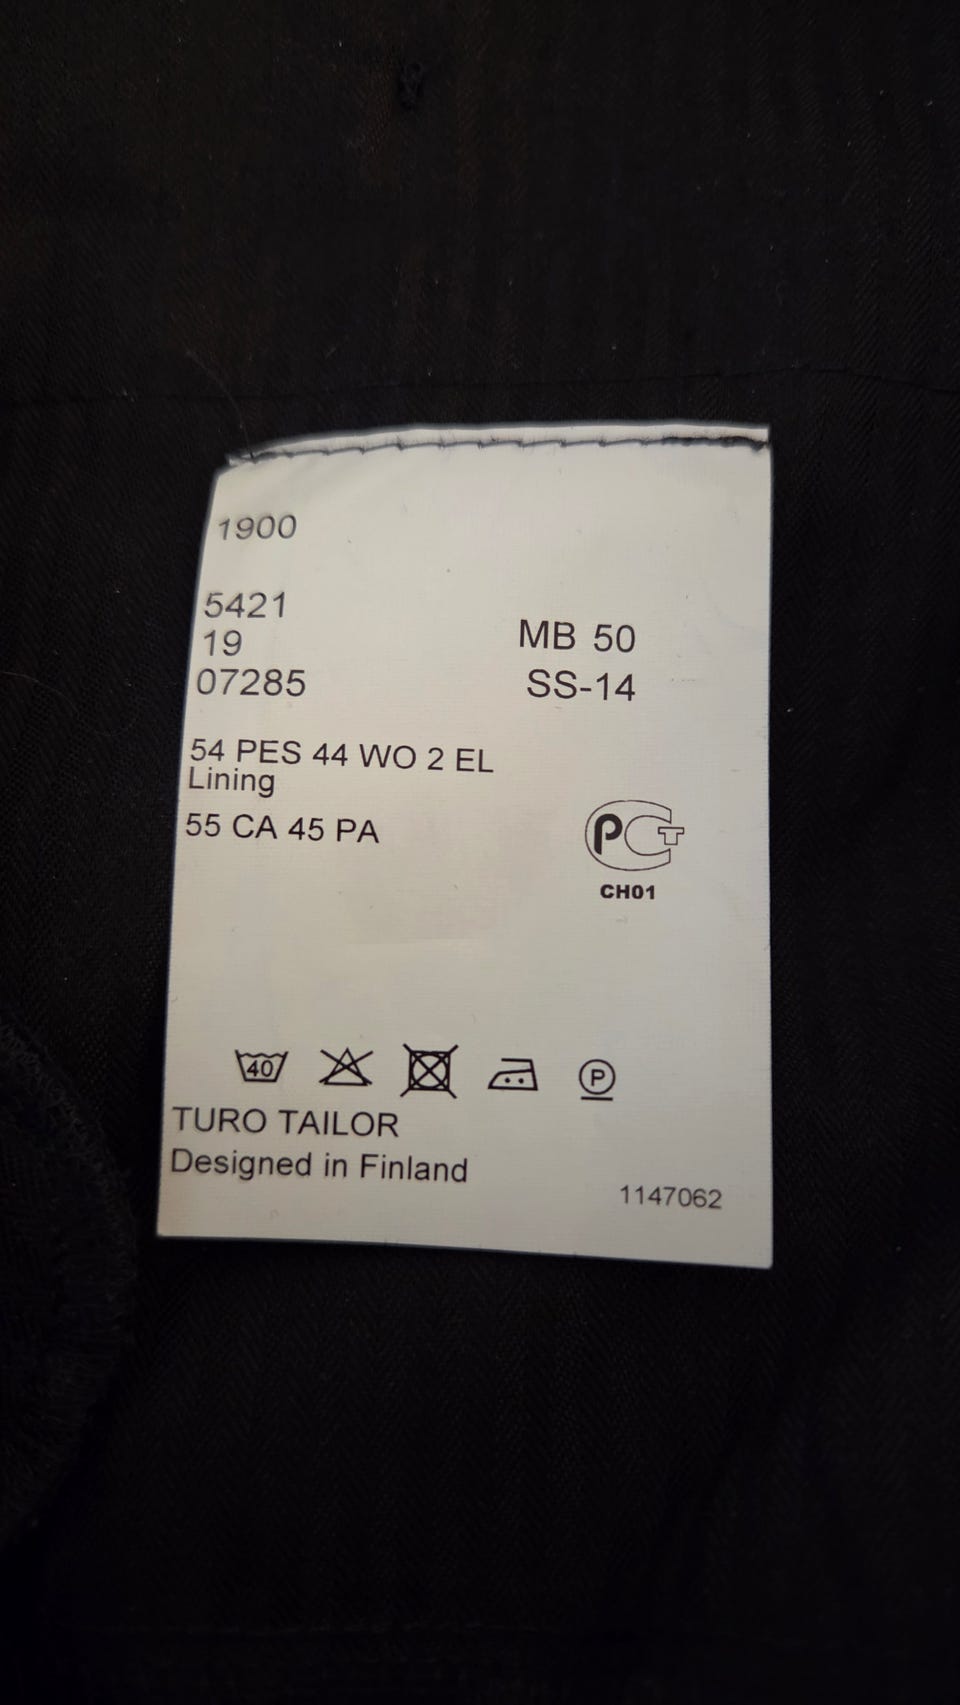 1900
5421
19
07285
MB 50
SS-14
54 PES 44 WO 2 EL
Lining
55 CA 45 PA
РСТ
CH01
40
P
TURO TAILOR
Designed in Finland
1147062